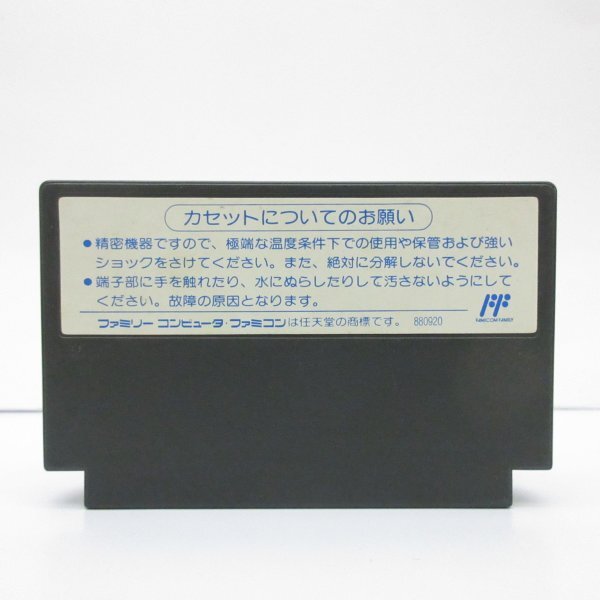 カセットについてのお願い
●精密機器ですので、極端な温度条件下での使用や保管および強い
ショックをさけてください。また、絶対に分解しないでください。
●端子部に手を触れたり、水にぬらしたりして汚さないようにして
ください。故障の原因となります。
FAMICOM FAMILY
ファミリー コンピュータ・ファミコンは任天堂の商標です。 880920